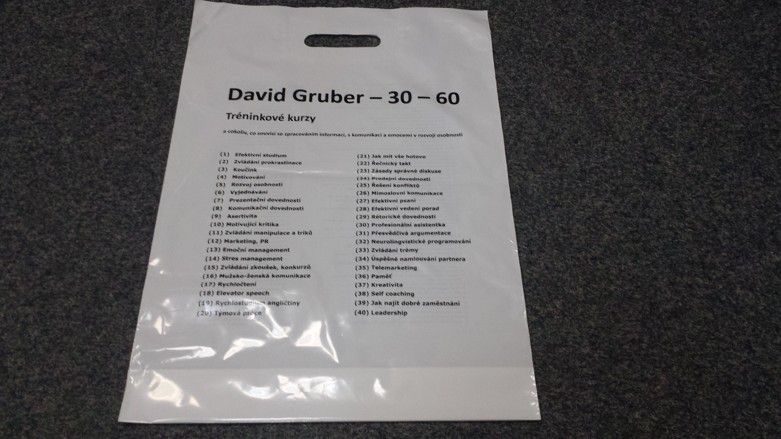 David Gruber – 30 – 60
Tréninkové kurzy
a cokoliv, co souvisí se zpracováním informací, s komunikací a emocemi v rozvoji osobnosti
(1) Efektivní studium
(2) Zvládání prokrastinace
(3) Koučink
(4) Motivování
(5) Rozvoj osobnosti
(6) Vyjednávání
(7) Prezentační dovednosti
(8) Komunikační dovednosti
(9) Asertivita
(10) Motivující kritika
(11) Zvládání manipulace a triků
(12) Marketing, PR
(13) Emoční management
(14) Stres management
(15) Zvládání zkoušek, konkurzů
(16) Mužsko-ženská komunikace
(17) Rychločtení
(18) Elevator speech
(19) Rychlostudium angličtiny
(20) Týmová práce
(21) Jak mít vše hotovo
(22) Řečnický takt
(23) Zásady správné diskuse
(24) Prodejní dovednosti
(25) Řešení konfliktů
(26) Mimoslovní komunikace
(27) Efektivní psaní
(28) Efektivní vedení porad
(29) Rétorické dovednosti
(30) Profesionální asistentka
(31) Přesvědčivá argumentace
(32) Neurolingvistické programování
(33) Zvládání trémy
(34) Úspěšné namlouvání partnera
(35) Telemarketing
(36) Paměť
(37) Kreativita
(38) Self coaching
(39) Jak najít dobré zaměstnání
(40) Leadership